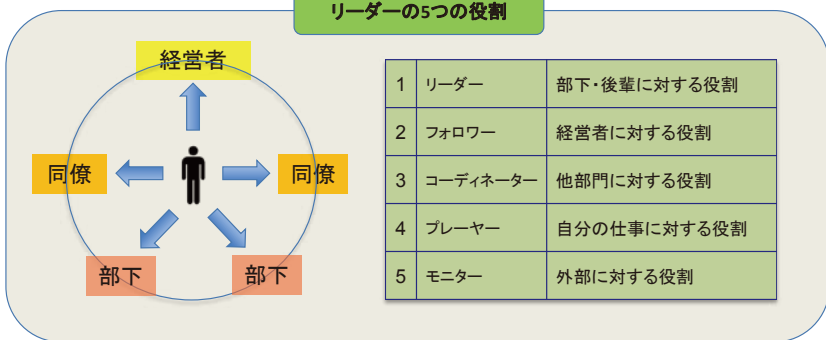 リーダーの5つの役割
経営者
同僚
同僚
部下
部下
1 リーダー 部下・後輩に対する役割
2 フォロワー 経営者に対する役割
3 コーディネーター 他部門に対する役割
4 プレーヤー 自分の仕事に対する役割
5 モニター 外部に対する役割